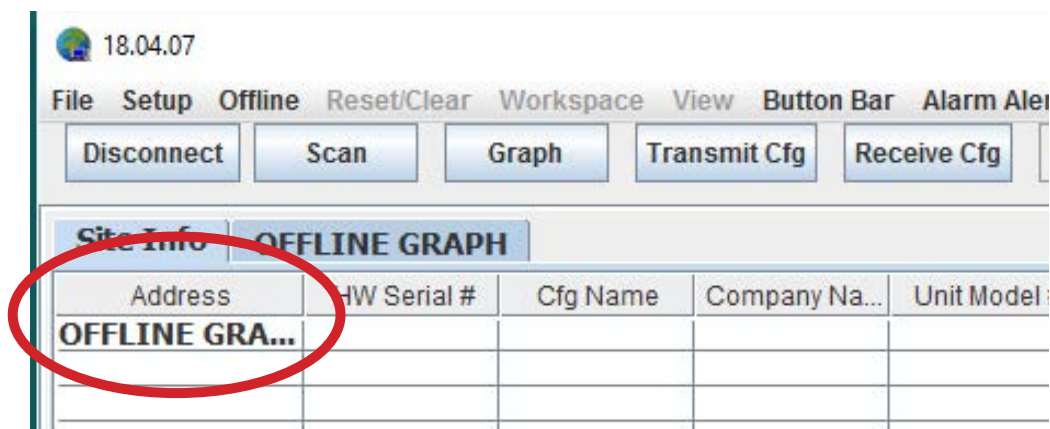 18.04.07
File Setup Offline Reset/Clear Workspace View Button Bar Alarm Aler
Disconnect Scan Graph Transmit Cfg Receive Cfg
Site Info OFFLINE GRAPH
Address HW Serial # Cfg Name Company Na... Unit Model
OFFLINE GRA...